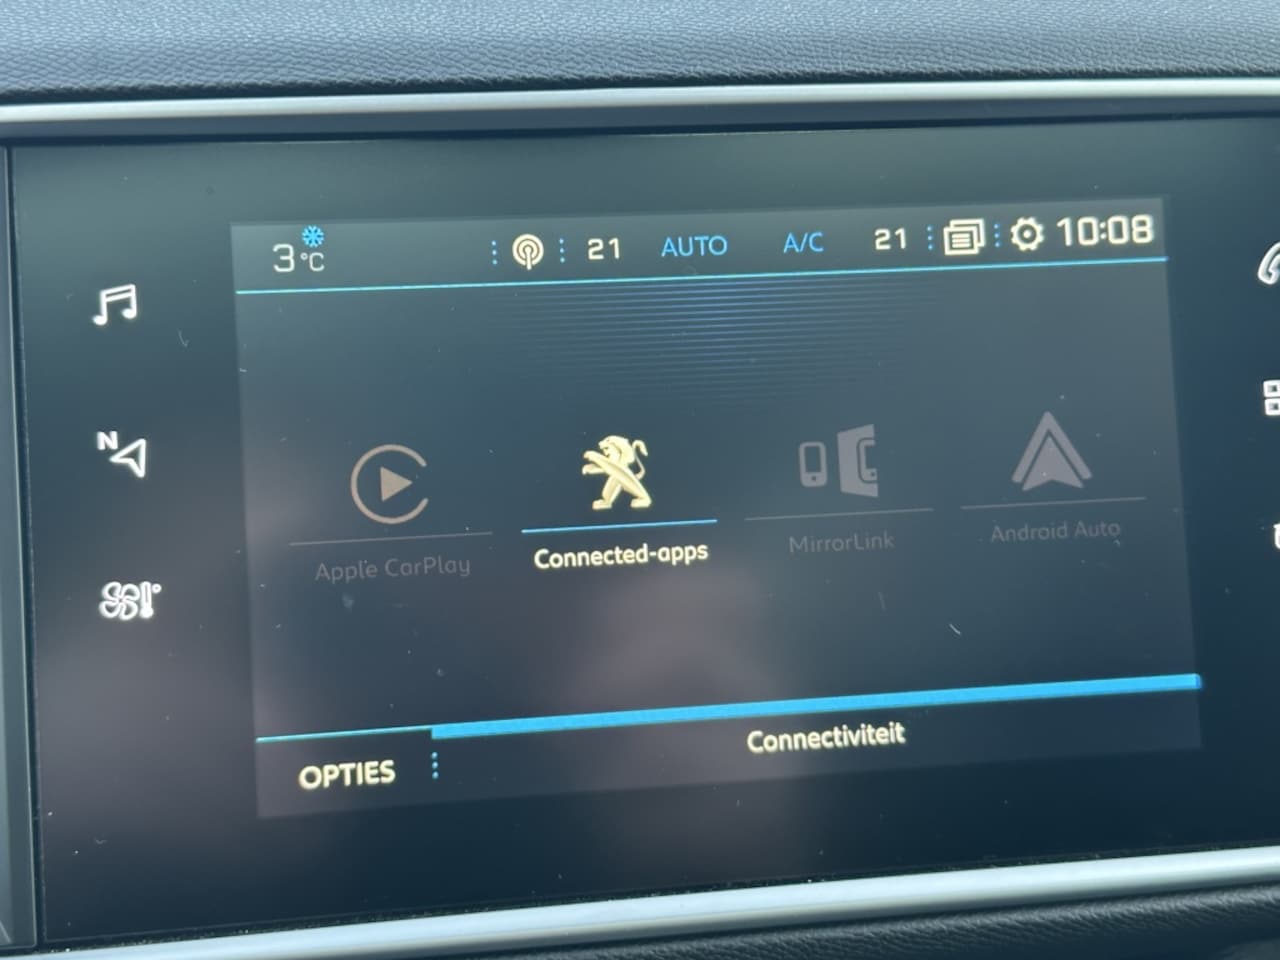 3 °C 21 AUTO A/C 21 10:08
N
Apple CarPlay Connected-apps MirrorLink Android Auto
OPTIES Connectiviteit